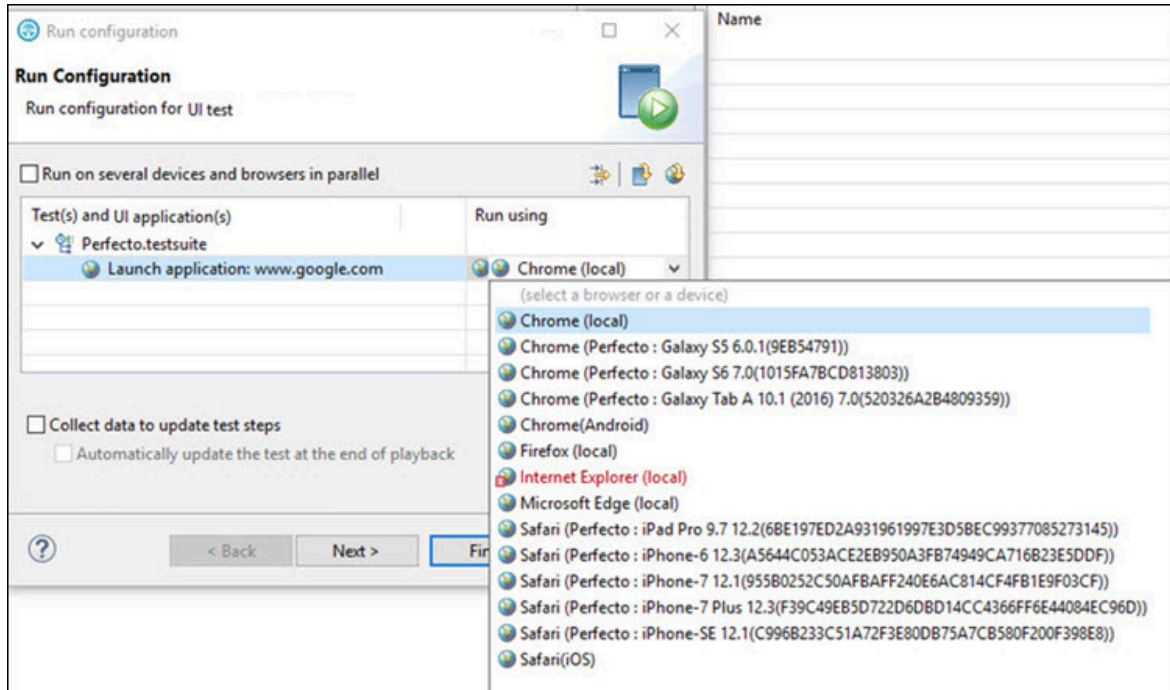 Run configuration
Name
Run Configuration
Run configuration for UI test
Run on several devices and browsers in parallel
Test(s) and UI application(s)
Run using
Perfecto.testsuite
Launch application: www.google.com
Chrome (local)
(select a browser or a device)
Chrome (local)
Chrome (Perfecto : Galaxy S5 6.0.1(9EB54791))
Chrome (Perfecto : Galaxy S6 7.0(1015FA7BCD813803))
Chrome (Perfecto : Galaxy Tab A 10.1 (2016) 7.0(520326A2B4809359))
Chrome(Android)
Firefox (local)
Internet Explorer (local)
Microsoft Edge (local)
Safari (Perfecto : iPad Pro 9.7 12.2(6BE197ED2A931961997E3D5BEC99377085273145))
Safari (Perfecto : iPhone-6 12.3(A5644C053ACE2EB950A3FB74949CA716B23E5DDF))
Safari (Perfecto : iPhone-7 12.1(955B0252C50AFBAFF240E6AC814CF4FB1E9F03CF))
Safari (Perfecto : iPhone-7 Plus 12.3(F39C49EB5D722D6DBD14CC4366FF6E44084EC96D))
Safari (Perfecto : iPhone-SE 12.1(C996B233C51A72F3E80DB75A7CB580F200F398E8))
Safari(iOS)
Collect data to update test steps
Automatically update the test at the end of playback
?
< Back
Next >
Fin